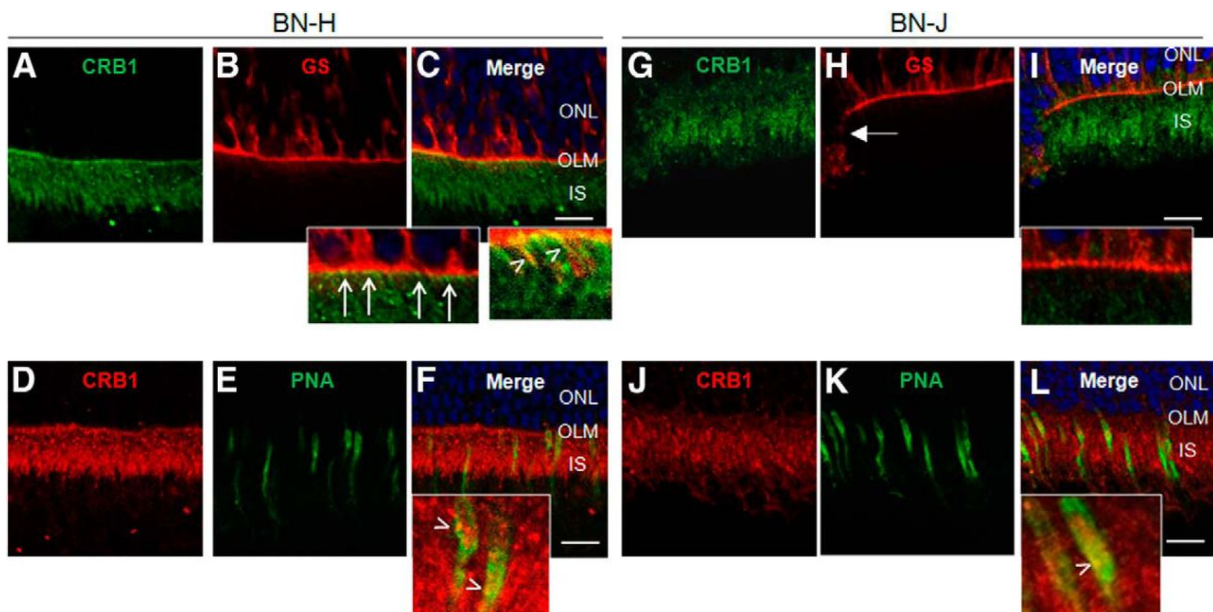 BN-H
BN-J
A CRB1
B GS
C Merge
ONL
OLM
IS
G CRB1
H GS
I Merge
ONL
OLM
IS
D CRB1
E PNA
F Merge
ONL
OLM
IS
J CRB1
K PNA
L Merge
ONL
OLM
IS